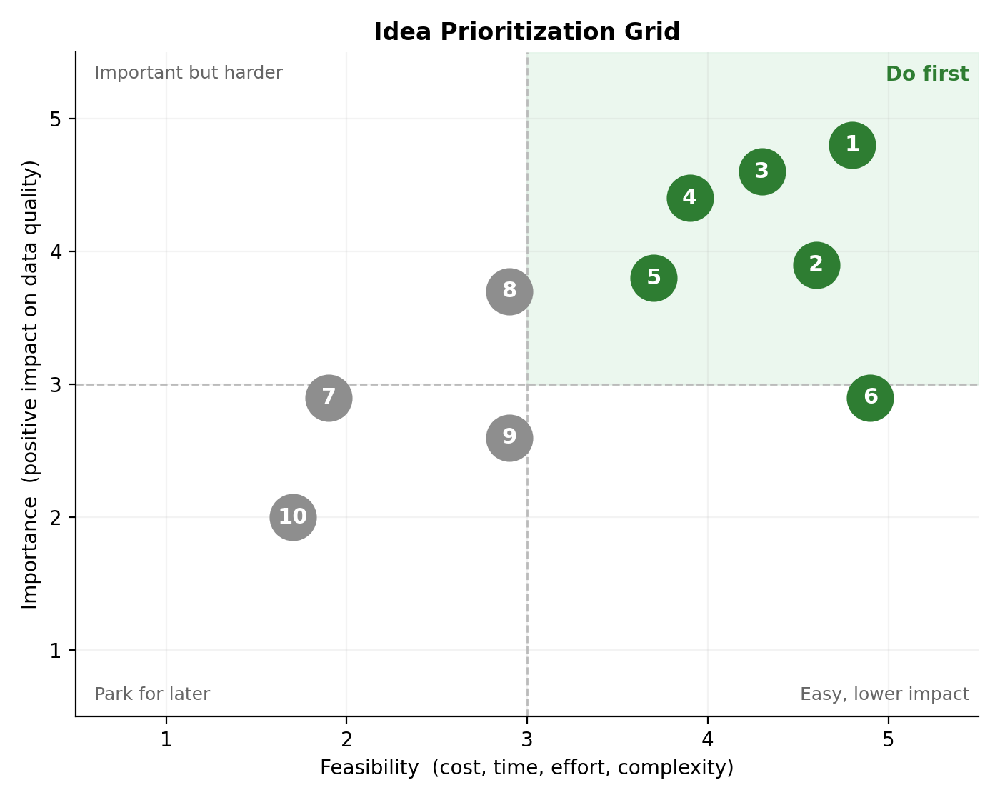 Idea Prioritization Grid
Important but harder
Do first
5
1
3
4
4
2
5
8
3
7
6
9
2
10
1
Park for later
Easy, lower impact
1 2 3 4 5
Feasibility (cost, time, effort, complexity)
Importance (positive impact on data quality)